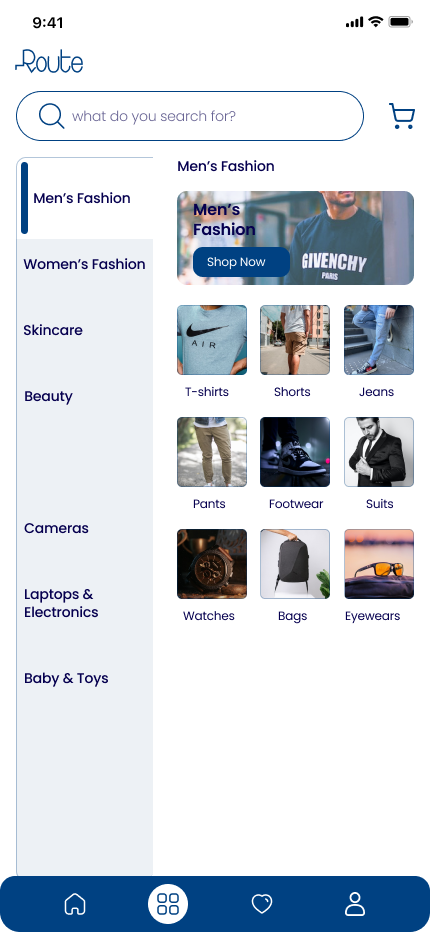 9:41
Route
what do you search for?
Men's Fashion
Women's Fashion
Skincare
Beauty
Cameras
Laptops &
Electronics
Baby & Toys
Men's Fashion
Men's
Fashion
Shop Now
GIVENCHY
PARIS
AIR
T-shirts
Shorts
Jeans
Pants
Footwear
Suits
Watches
Bags
Eyewears